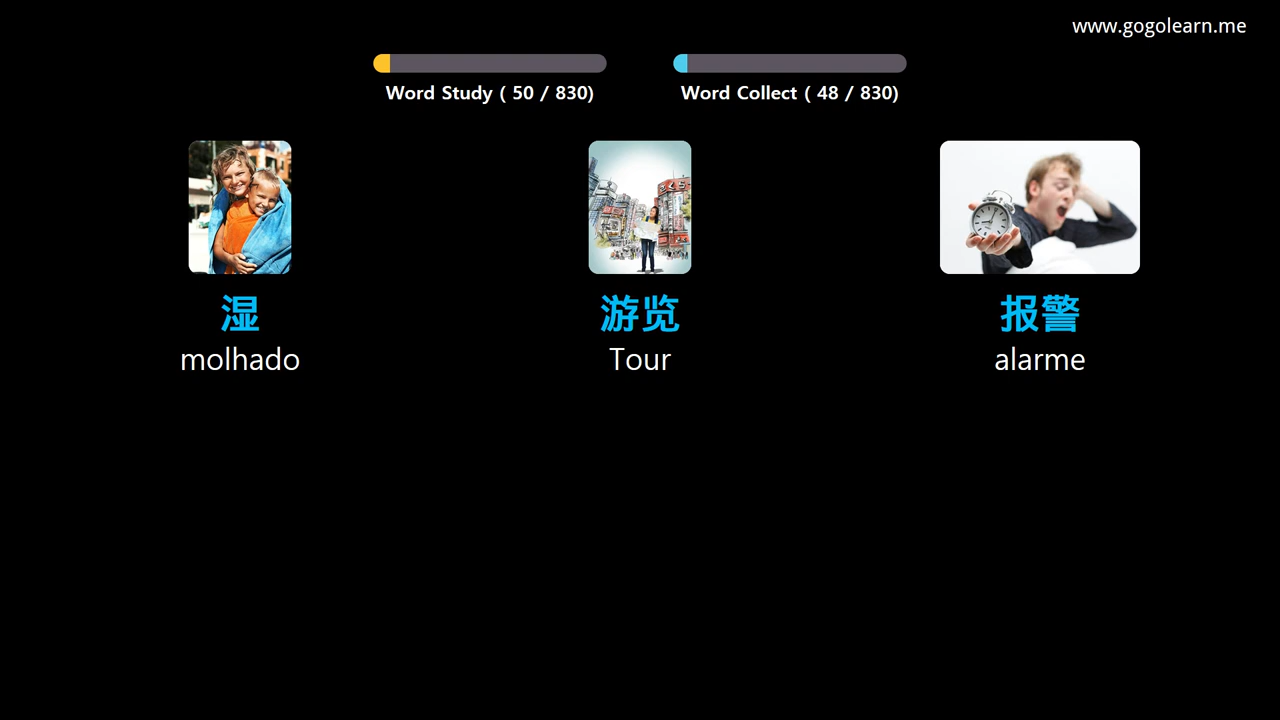 www.gogolearn.me
Word Study ( 50 / 830)
Word Collect ( 48 / 830)
湿
游览
报警
molhado
Tour
alarme